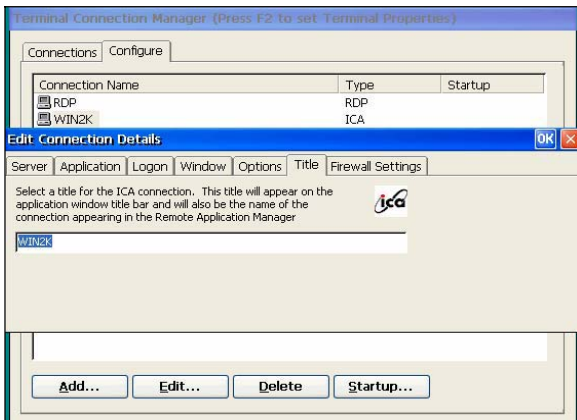 Terminal Connection Manager (Press F2 to set Terminal Properties)
Connections Configure
Connection Name Type Startup
RDP RDP
WIN2K ICA
Edit Connection Details OK
Server Application Logon Window Options Title Firewall Settings
Select a title for the ICA connection. This title will appear on the
application window title bar and will also be the name of the
connection appearing in the Remote Application Manager
ica
WIN2K
Add... Edit... Delete Startup...